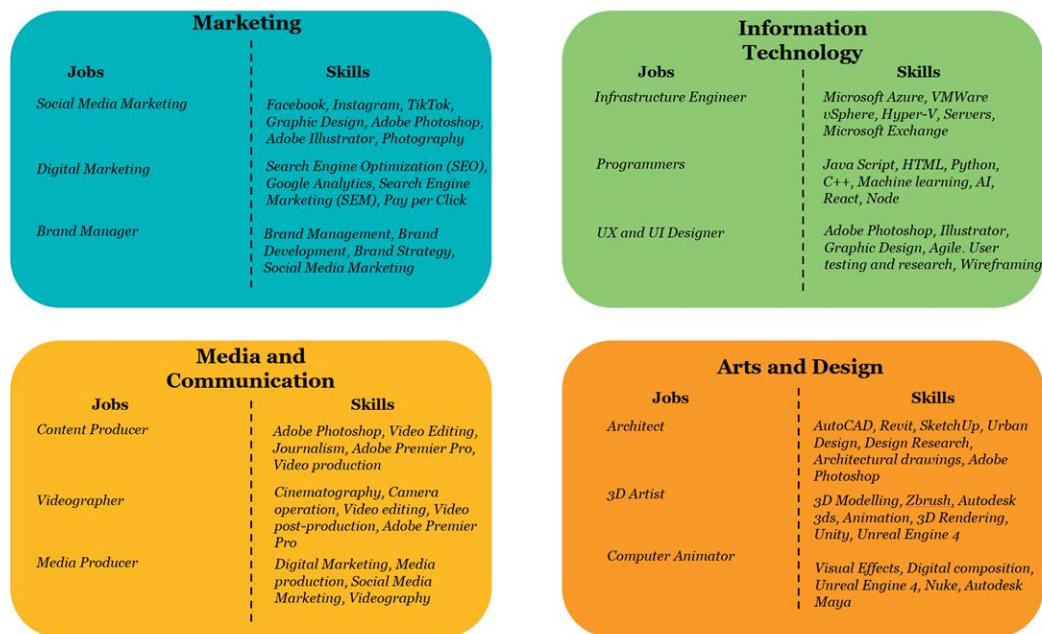 Marketing
Jobs
Skills
Social Media Marketing
Facebook, Instagram, TikTok,
Graphic Design, Adobe Photoshop,
Adobe Illustrator, Photography
Digital Marketing
Search Engine Optimization (SEO),
Google Analytics, Search Engine
Marketing (SEM), Pay per Click
Brand Manager
Brand Management, Brand
Development, Brand Strategy,
Social Media Marketing
Information
Technology
Jobs
Skills
Infrastructure Engineer
Microsoft Azure, VMWare
vSphere, Hyper-V, Servers,
Microsoft Exchange
Programmers
Java Script, HTML, Python,
C++, Machine learning, AI,
React, Node
UX and UI Designer
Adobe Photoshop, Illustrator,
Graphic Design, Agile. User
testing and research, Wireframing
Media and
Communication
Jobs
Skills
Content Producer
Adobe Photoshop, Video Editing,
Journalism, Adobe Premier Pro,
Video production
Videographer
Cinematography, Camera
operation, Video editing, Video
post-production, Adobe Premier
Pro
Media Producer
Digital Marketing, Media
production, Social Media
Marketing, Videography
Arts and Design
Jobs
Skills
Architect
AutoCAD, Revit, SketchUp, Urban
Design, Design Research,
Architectural drawings, Adobe
Photoshop
3D Artist
3D Modelling, Zbrush, Autodesk
3ds, Animation, 3D Rendering,
Unity, Unreal Engine 4
Computer Animator
Visual Effects, Digital composition,
Unreal Engine 4, Nuke, Autodesk
Maya